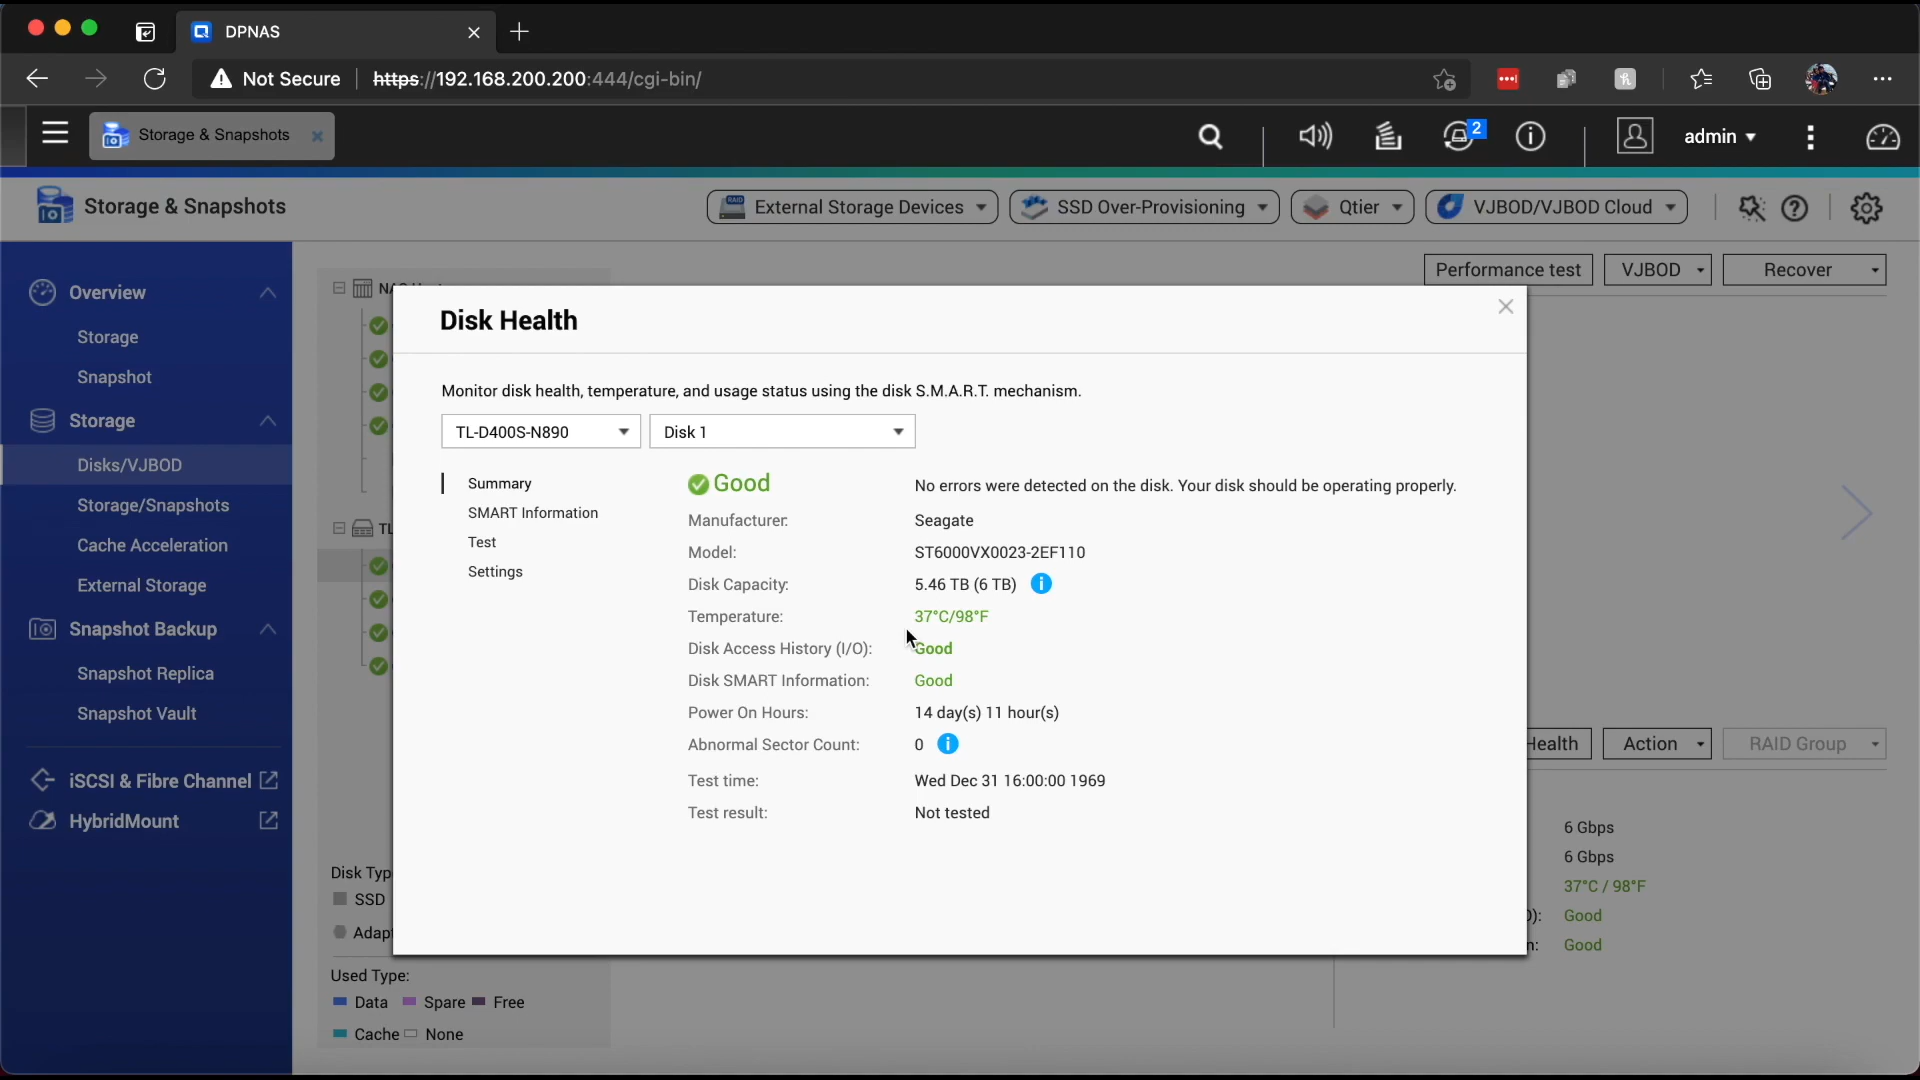 DPNAS
Not Secure https://192.168.200.200:444/cgi-bin/
Storage & Snapshots
2
admin
Storage & Snapshots
External Storage Devices
SSD Over-Provisioning
Qtier
VJBOD/VJBOD Cloud
Performance test
VJBOD
Recover
Overview
Storage
Snapshot
Storage
Disks/VJBOD
Storage/Snapshots
Cache Acceleration
External Storage
Snapshot Backup
Snapshot Replica
Snapshot Vault
iSCSI & Fibre Channel
HybridMount
Disk Health
Monitor disk health, temperature, and usage status using the disk S.M.A.R.T. mechanism.
TL-D400S-N890 Disk 1
Summary
SMART Information
Test
Settings
Good No errors were detected on the disk. Your disk should be operating properly.
Manufacturer: Seagate
Model: ST6000VX0023-2EF110
Disk Capacity: 5.46 TB (6 TB)
Temperature: 37°C/98°F
Disk Access History (I/O): Good
Disk SMART Information: Good
Power On Hours: 14 day(s) 11 hour(s)
Abnormal Sector Count: 0
Test time: Wed Dec 31 16:00:00 1969
Test result: Not tested
Health
Action
RAID Group
6 Gbps
6 Gbps
37°C / 98°F
Good
Good
SSD
Used Type:
Data Spare Free
Cache None